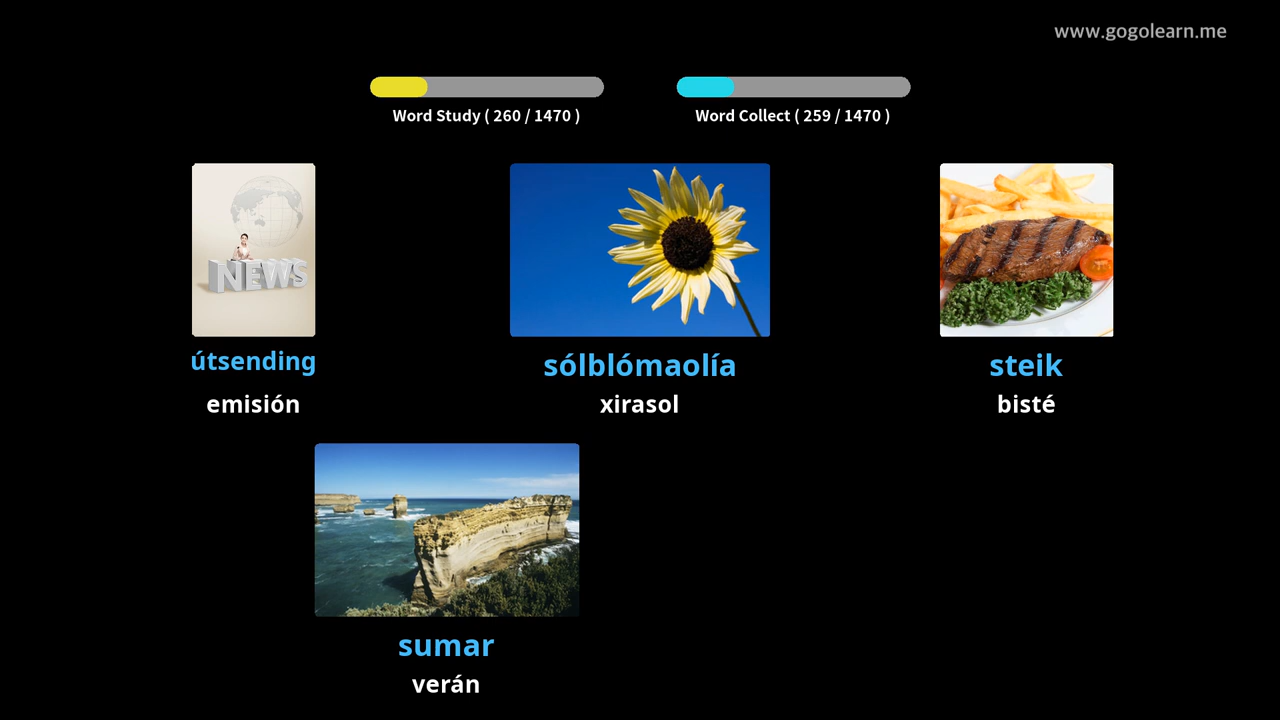 www.gogolearn.me
Word Study ( 260 / 1470 )
Word Collect ( 259 / 1470 )
NEWS
útsending
sólblómaolía
steik
emisión
xirasol
bisté
sumar
verán